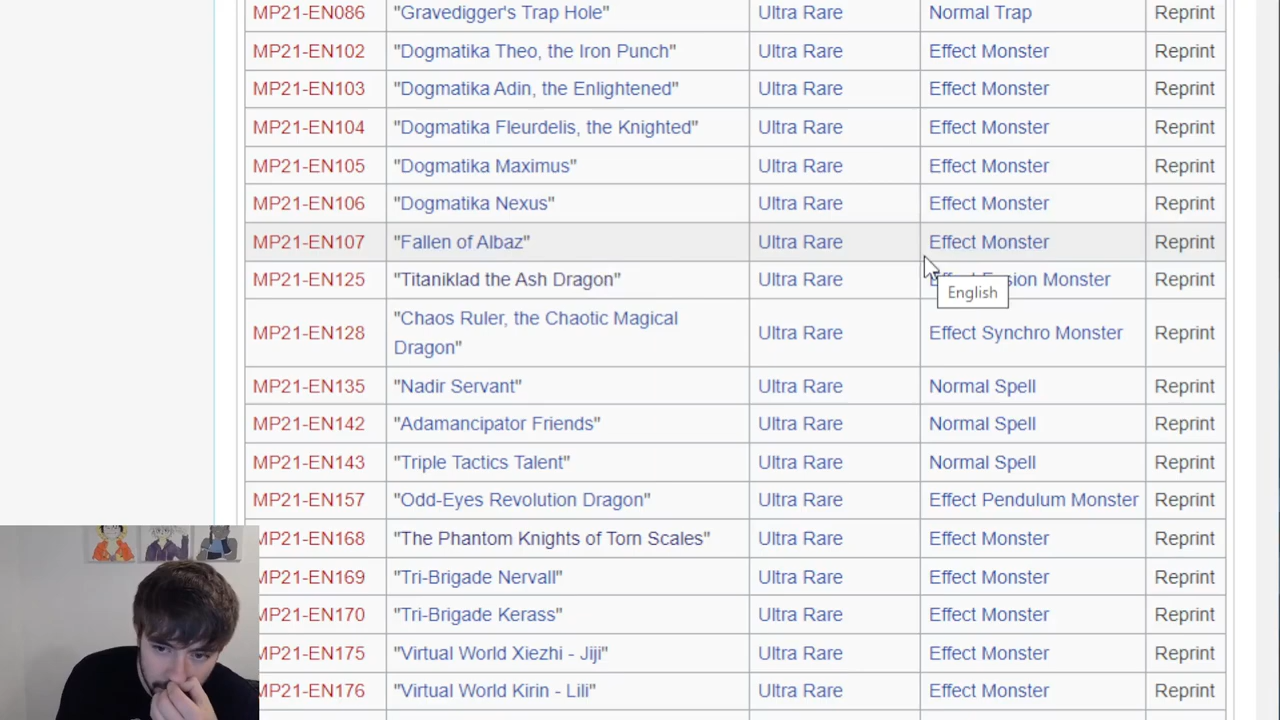 MP21-EN086 "Gravedigger's Trap Hole" Ultra Rare Normal Trap Reprint
MP21-EN102 "Dogmatika Theo, the Iron Punch" Ultra Rare Effect Monster Reprint
MP21-EN103 "Dogmatika Adin, the Enlightened" Ultra Rare Effect Monster Reprint
MP21-EN104 "Dogmatika Fleurdelis, the Knighted" Ultra Rare Effect Monster Reprint
MP21-EN105 "Dogmatika Maximus" Ultra Rare Effect Monster Reprint
MP21-EN106 "Dogmatika Nexus" Ultra Rare Effect Monster Reprint
MP21-EN107 "Fallen of Albaz" Ultra Rare Effect Monster Reprint
MP21-EN125 "Titaniklad the Ash Dragon" Ultra Rare Effect Fusion Monster Reprint
English
"Chaos Ruler, the Chaotic Magical
MP21-EN128 Ultra Rare Effect Synchro Monster Reprint
Dragon"
MP21-EN135 "Nadir Servant" Ultra Rare Normal Spell Reprint
MP21-EN142 "Adamancipator Friends" Ultra Rare Normal Spell Reprint
MP21-EN143 "Triple Tactics Talent" Ultra Rare Normal Spell Reprint
MP21-EN157 "Odd-Eyes Revolution Dragon" Ultra Rare Effect Pendulum Monster Reprint
MP21-EN168 "The Phantom Knights of Torn Scales" Ultra Rare Effect Monster Reprint
MP21-EN169 "Tri-Brigade Nervall" Ultra Rare Effect Monster Reprint
MP21-EN170 "Tri-Brigade Kerass" Ultra Rare Effect Monster Reprint
MP21-EN175 "Virtual World Xiezhi - Jiji" Ultra Rare Effect Monster Reprint
MP21-EN176 "Virtual World Kirin - Lili" Ultra Rare Effect Monster Reprint